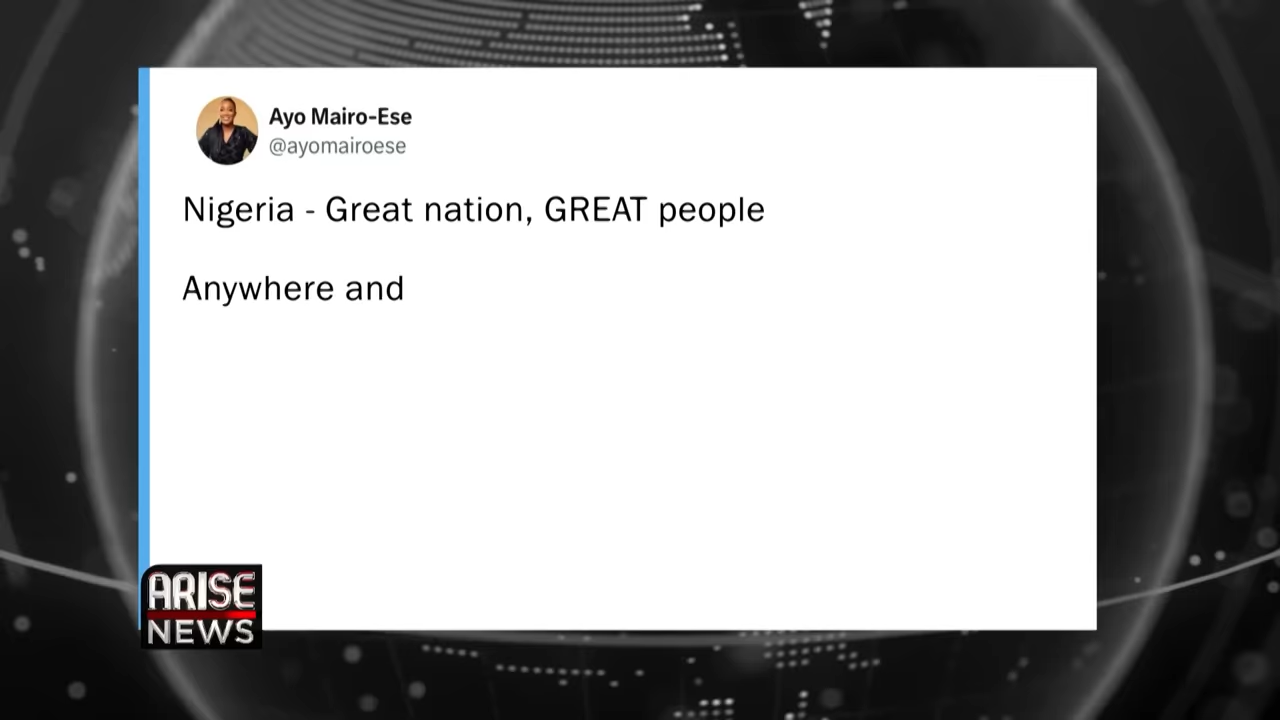 Ayo Mairo-Ese
@ayomairoese
Nigeria - Great nation, GREAT people
Anywhere and
ARISE
NEWS